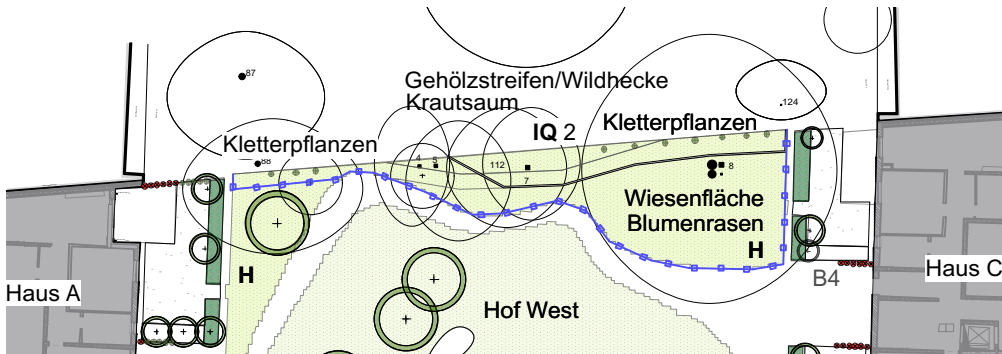 87
Gehölzstreifen/Wildhecke
Krautsaum
124
IQ 2
Kletterpflanzen
Kletterpflanzen
88
4
112
8
7
Wiesenfläche
Blumenrasen
H
H
B4
Haus A
Haus C
Hof West